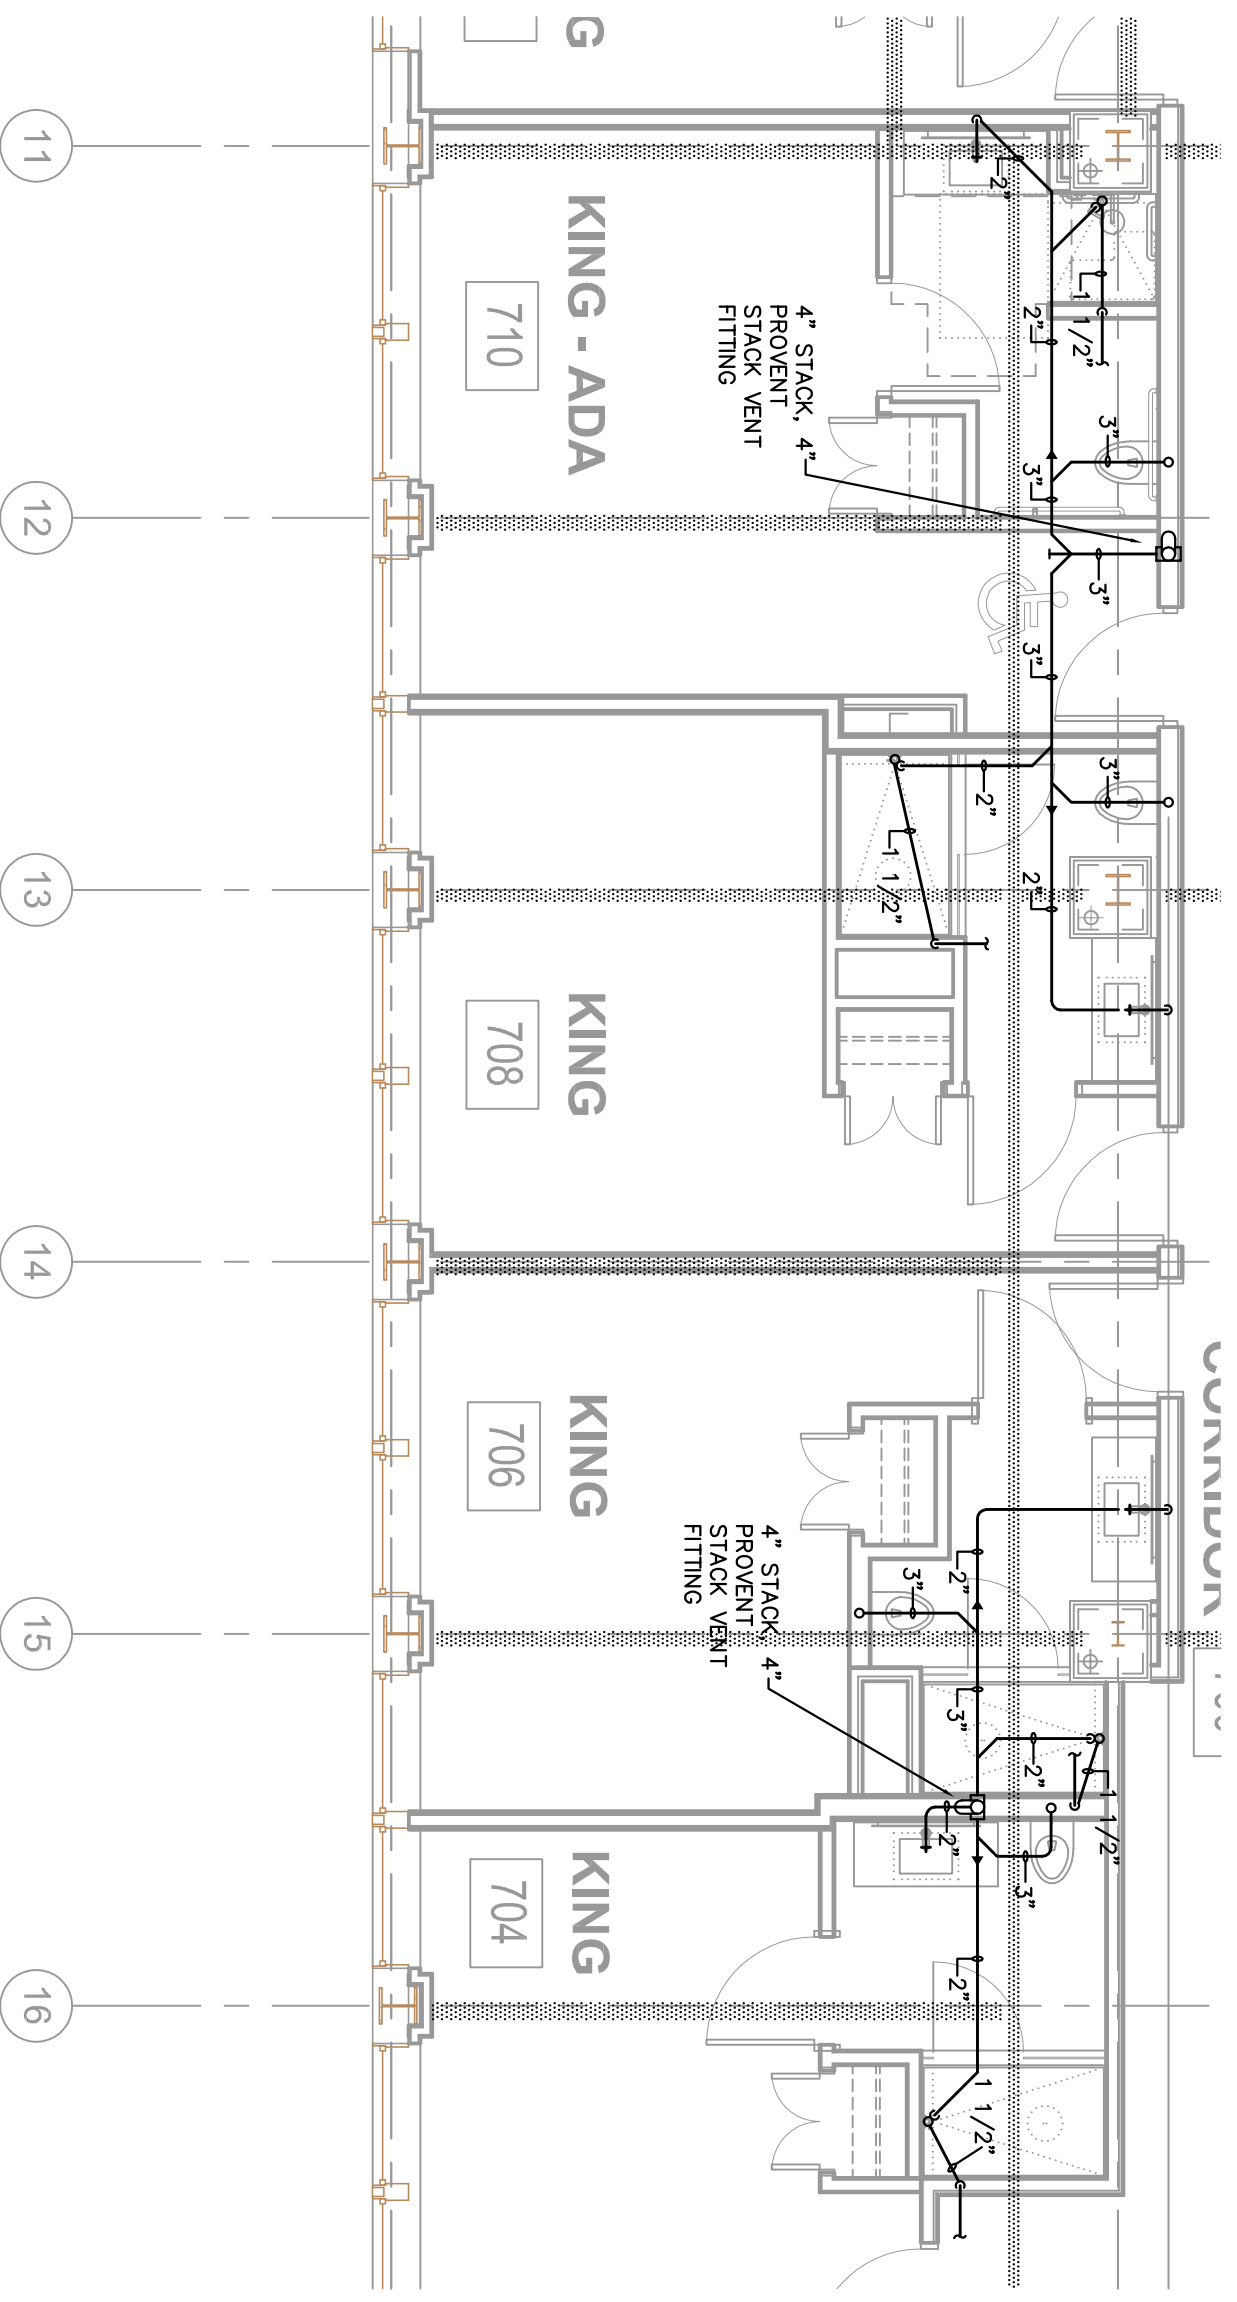 G
11
KING - ADA
710
2"
1 1/2"
2"
3"
3"
4" STACK, 4"
PROVENT
STACK VENT
FITTING
12
3"
3"
3"
2"
1 1/2"
2"
13
KING
708
14
CORRIDOR
KING
706
2"
3"
15
4" STACK, 4"
PROVENT
STACK VENT
FITTING
3"
2"
1 1/2"
2"
3"
KING
704
2"
16
1 1/2"